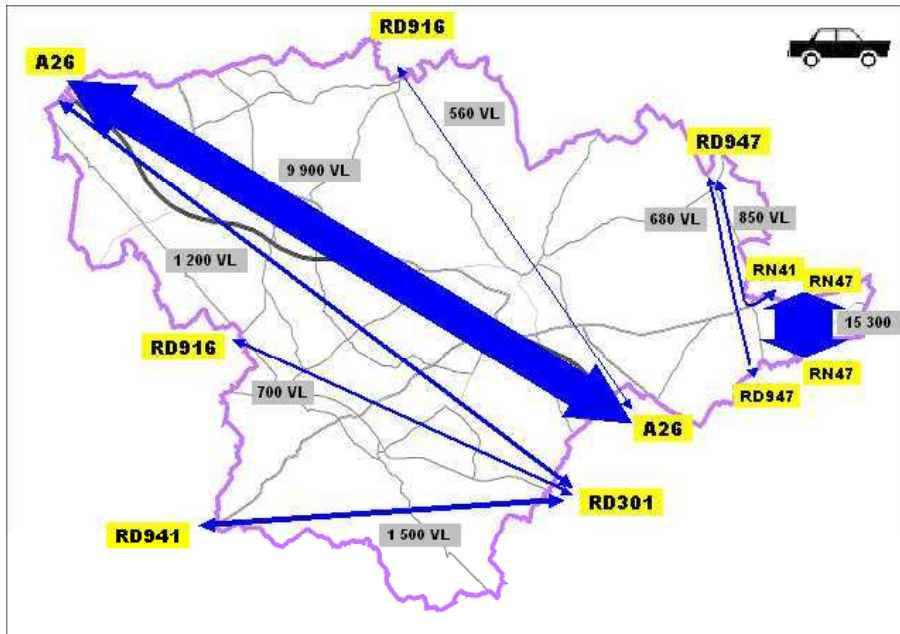 RD916
A26
560 VL
RD947
9 900 VL
680 VL
850 VL
1 200 VL
RN41
RN47
15 300
RD916
RN47
700 VL
RD947
A26
RD301
RD941
1 500 VL